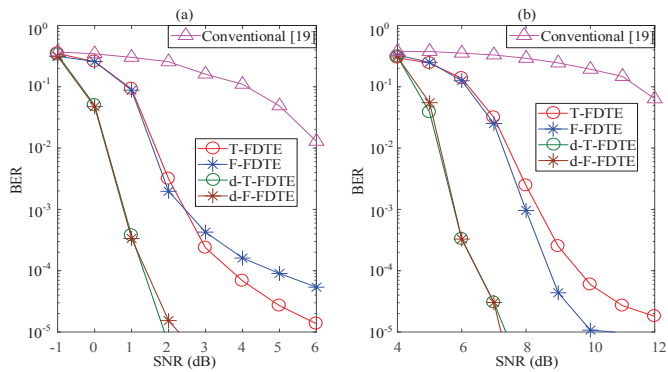 (a)
10^0
10^-1
10^-2
10^-3
10^-4
10^-5
BER
-1 0 1 2 3 4 5 6
SNR (dB)
Conventional [19]
T-FDTE
F-FDTE
d-T-FDTE
d-F-FDTE
(b)
10^0
10^-1
10^-2
10^-3
10^-4
10^-5
BER
4 6 8 10 12
SNR (dB)
Conventional [19]
T-FDTE
F-FDTE
d-T-FDTE
d-F-FDTE